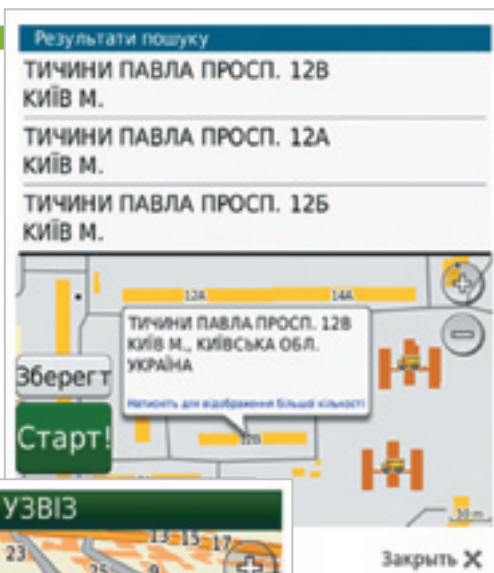 Результати пошуку
ТИЧИНИ ПАВЛА ПРОСП. 12В
КИЇВ М.
ТИЧИНИ ПАВЛА ПРОСП. 12А
КИЇВ М.
ТИЧИНИ ПАВЛА ПРОСП. 12Б
КИЇВ М.
12А 14А
ТИЧИНИ ПАВЛА ПРОСП. 12В
КИЇВ М., КИЇВСЬКА ОБЛ.
УКРАЇНА
Натисніть для відображення більшої кількості
Зберегт
Старт!
12В
30 m
УЗВІЗ
13 15 17
23
25 9
Закрыть X